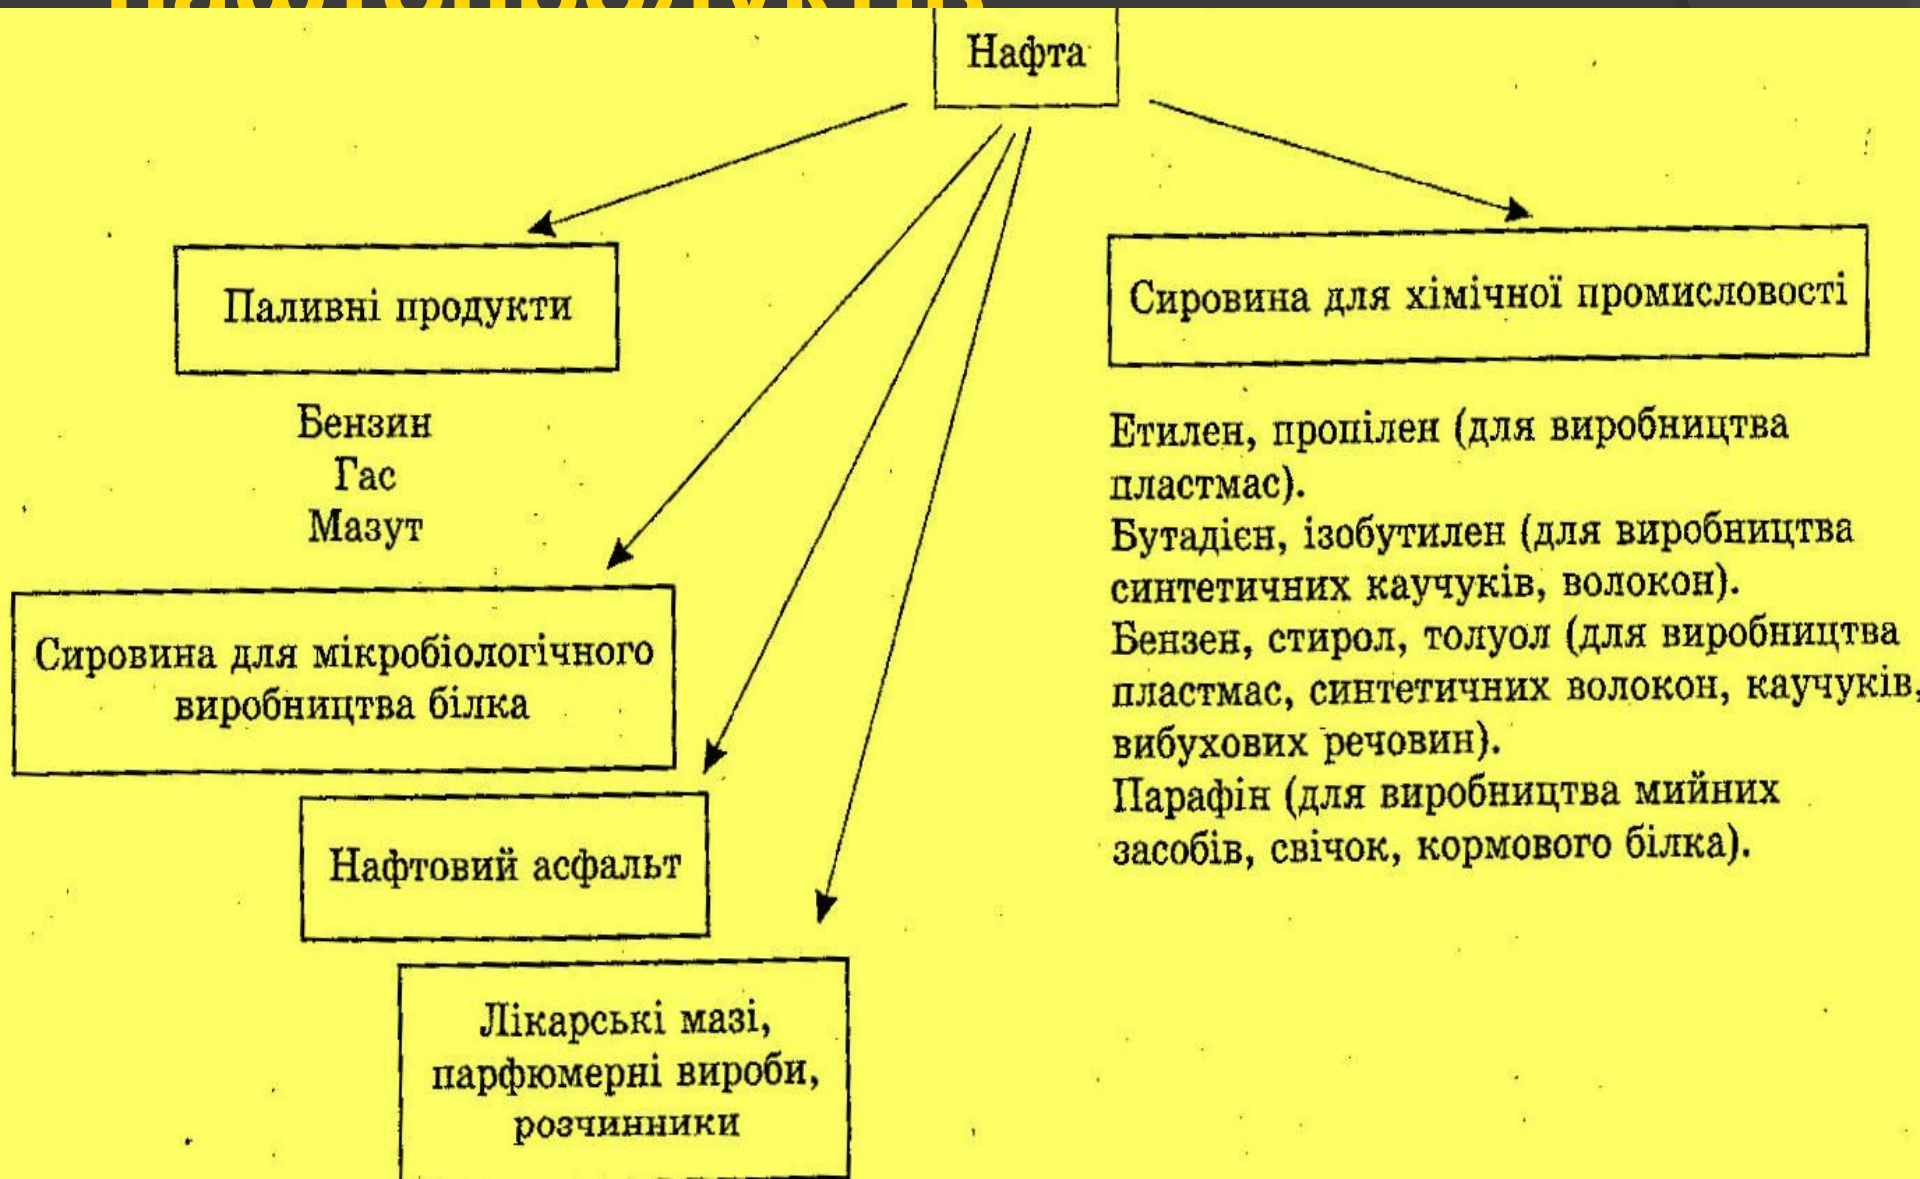 нафтопродуктів
Нафта
Паливні продукти
Бензин
Гас
Мазут
Сировина для мікробіологічного
виробництва білка
Нафтовий асфальт
Лікарські мазі,
парфюмерні вироби,
розчинники
Сировина для хімічної промисловості
Етилен, пропілен (для виробництва
пластмас).
Бутадієн, ізобутилен (для виробництва
синтетичних каучуків, волокон).
Бензен, стирол, толуол (для виробництва
пластмас, синтетичних волокон, каучуків,
вибухових речовин).
Парафін (для виробництва мийних
засобів, свічок, кормового білка).